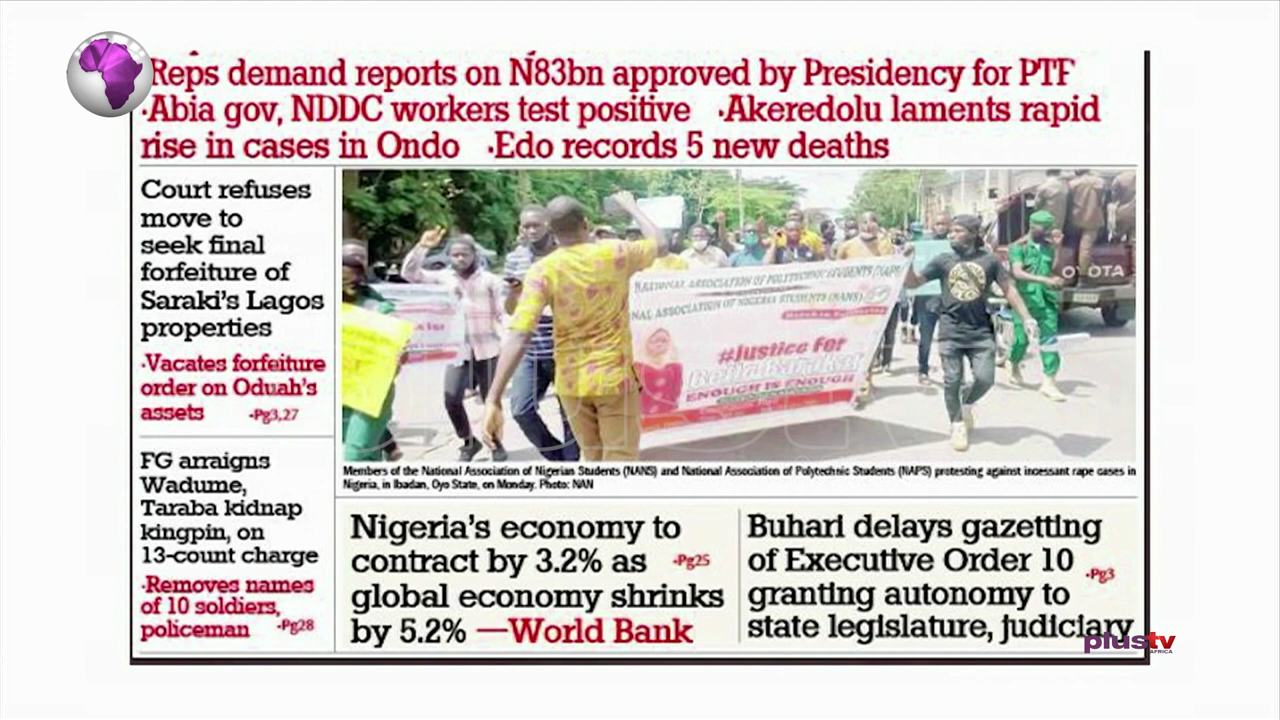 Reps demand reports on N83bn approved by Presidency for PTF
·Abia gov, NDDC workers test positive ·Akeredolu laments rapid
rise in cases in Ondo ·Edo records 5 new deaths
Court refuses
move to
seek final
forfeiture of
Saraki's Lagos
properties
·Vacates forfeiture
order on Oduah's
assets -Pg3,27
FG arraigns
Wadume,
Taraba kidnap
kingpin, on
13-count charge
·Removes names
of 10 soldiers,
policeman -Pg28
NATIONAL ASSOCIATION OF POLYTECHNIC STUDENTS (NAPS)
NAL ASSOCIATION OF NIGERIA STUDENTS (NANS)
#Justice For
ENOUGH IS ENOUGH
OYOTA
Members of the National Association of Nigerian Students (NANS) and National Association of Polytechnic Students (NAPS) protesting against incessant rape cases in
Nigeria, in Ibadan, Oyo State, on Monday. Photo: NAN
Nigeria's economy to
contract by 3.2% as -Pg25
global economy shrinks
by 5.2% —World Bank
Buhari delays gazetting
of Executive Order 10 -Pg3
granting autonomy to
state legislature, judiciary
plustv
AFRICA